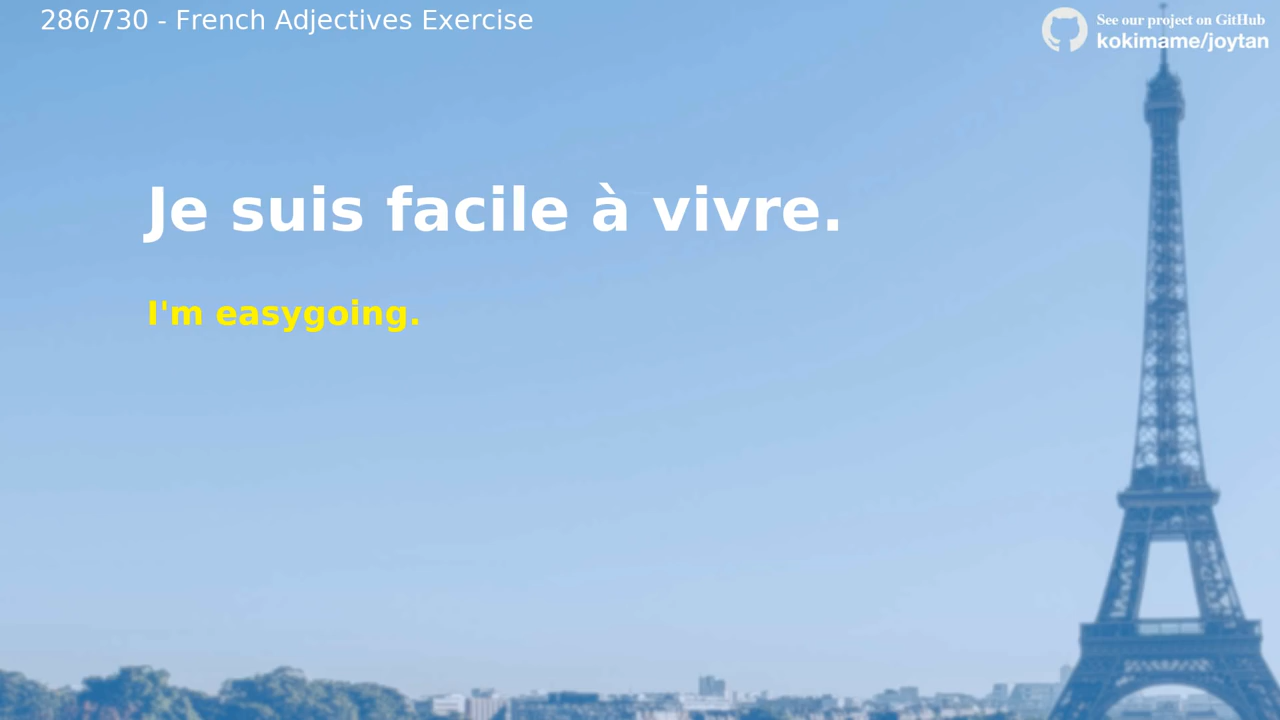 286/730 - French Adjectives Exercise
See our project on GitHub
kokimame/joytan
Je suis facile à vivre.
I'm easygoing.